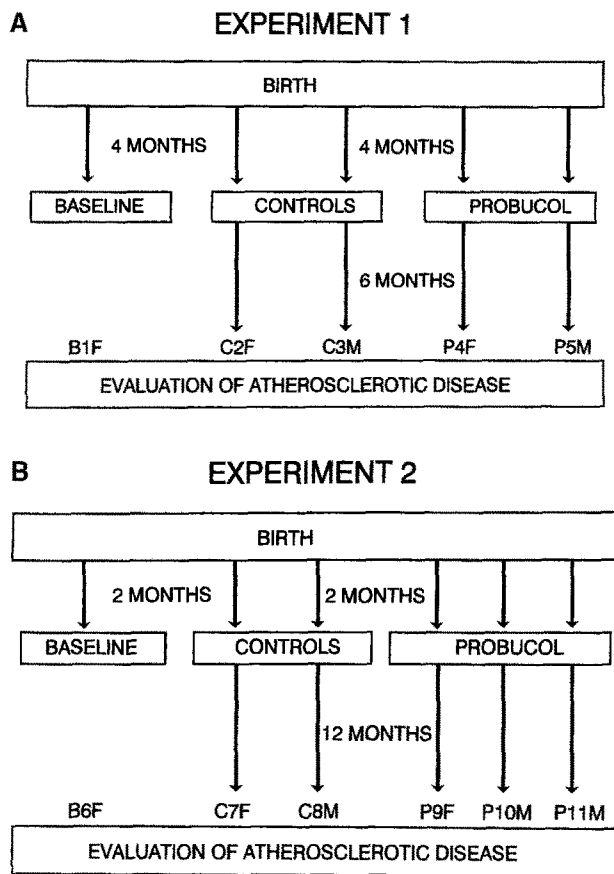 A EXPERIMENT 1
BIRTH
4 MONTHS 4 MONTHS
BASELINE CONTROLS PROBUCOL
6 MONTHS
B1F C2F C3M P4F P5M
EVALUATION OF ATHEROSCLEROTIC DISEASE
B EXPERIMENT 2
BIRTH
2 MONTHS 2 MONTHS
BASELINE CONTROLS PROBUCOL
12 MONTHS
B6F C7F C8M P9F P10M P11M
EVALUATION OF ATHEROSCLEROTIC DISEASE